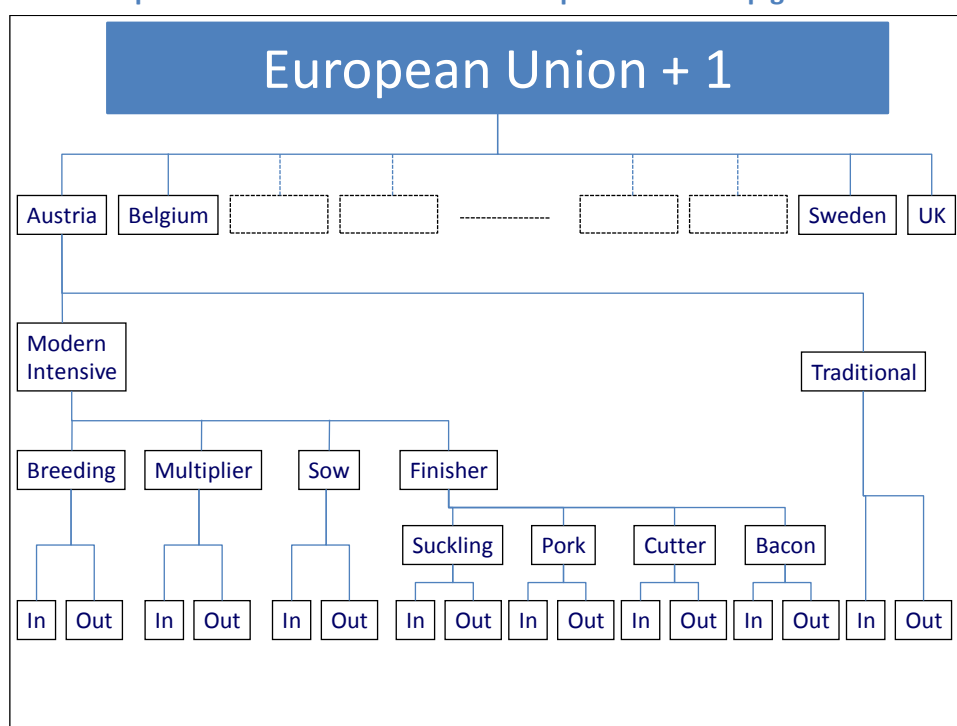 European Union + 1
Austria
Belgium
Sweden
UK
Modern
Intensive
Traditional
Breeding
Multiplier
Sow
Finisher
Suckling
Pork
Cutter
Bacon
In
Out
In
Out
In
Out
In
Out
In
Out
In
Out
In
Out
In
Out